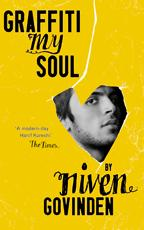 GRAFFITI
My
SOUL
'A modern-day
Hanif Kureishi'
The Times
BY
niven
GOVINDEN